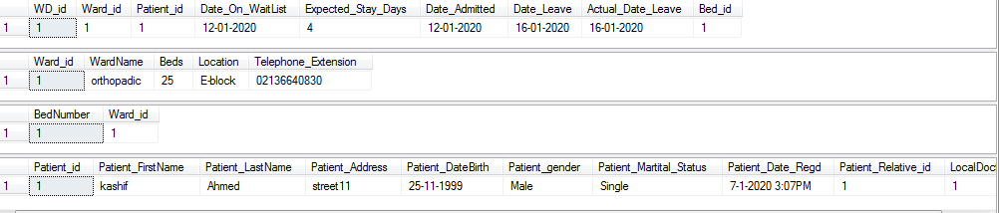 WD_id Ward_id Patient_id Date_On_WaitList Expected_Stay_Days Date_Admitted Date_Leave Actual_Date_Leave Bed_id
1 1 1 1 12-01-2020 4 12-01-2020 16-01-2020 16-01-2020 1
Ward_id WardName Beds Location Telephone_Extension
1 1 orthopadic 25 E-block 02136640830
BedNumber Ward_id
1 1 1
Patient_id Patient_FirstName Patient_LastName Patient_Address Patient_DateBirth Patient_gender Patient_Martital_Status Patient_Date_Regd Patient_Relative_id LocalDoct
1 1 kashif Ahmed street11 25-11-1999 Male Single 7-1-2020 3:07PM 1 1